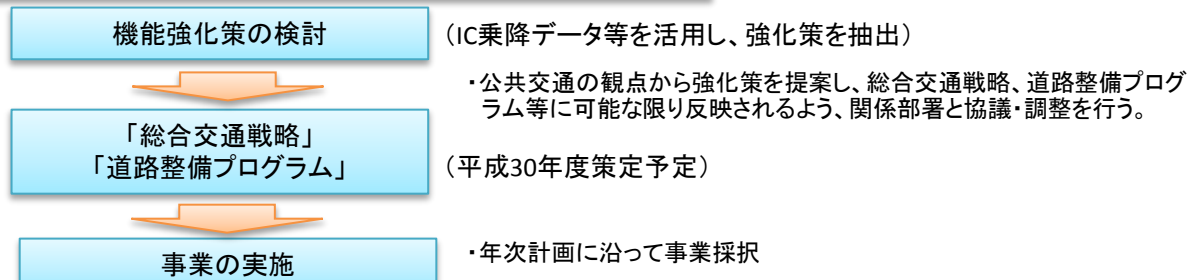 機能強化策の検討
（IC乗降データ等を活用し、強化策を抽出）
・公共交通の観点から強化策を提案し、総合交通戦略、道路整備プログ
ラム等に可能な限り反映されるよう、関係部署と協議・調整を行う。
「総合交通戦略」
「道路整備プログラム」
（平成30年度策定予定）
事業の実施
・年次計画に沿って事業採択